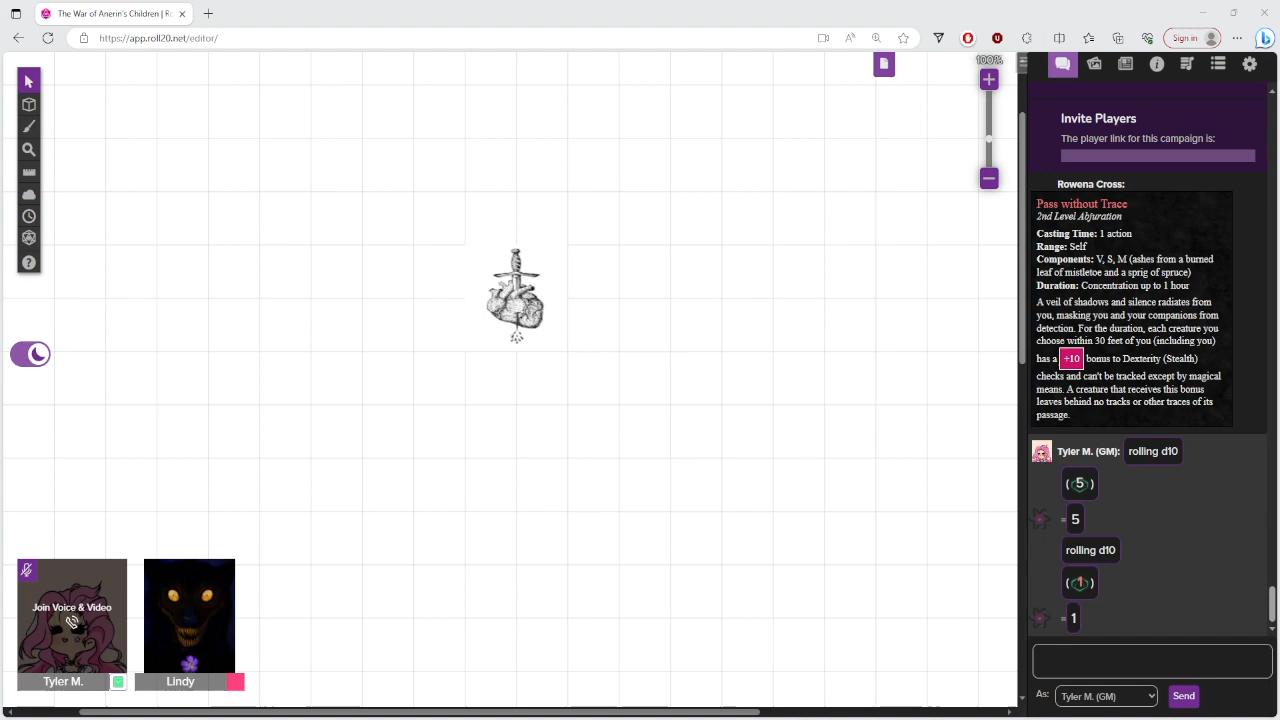 The War of Anerin's Children | Ro
https://app.roll20.net/editor/
Sign in
100%
Invite Players
The player link for this campaign is:
Rowena Cross:
Pass without Trace
2nd Level Abjuration
Casting Time: 1 action
Range: Self
Components: V, S, M (ashes from a burned
leaf of mistletoe and a sprig of spruce)
Duration: Concentration up to 1 hour
A veil of shadows and silence radiates from
you, masking you and your companions from
detection. For the duration, each creature you
choose within 30 feet of you (including you)
has a +10 bonus to Dexterity (Stealth)
checks and can't be tracked except by magical
means. A creature that receives this bonus
leaves behind no tracks or other traces of its
passage.
Tyler M. (GM): rolling d10
(5)
= 5
rolling d10
(1)
= 1
Join Voice & Video
Tyler M.
Lindy
As: Tyler M. (GM) Send